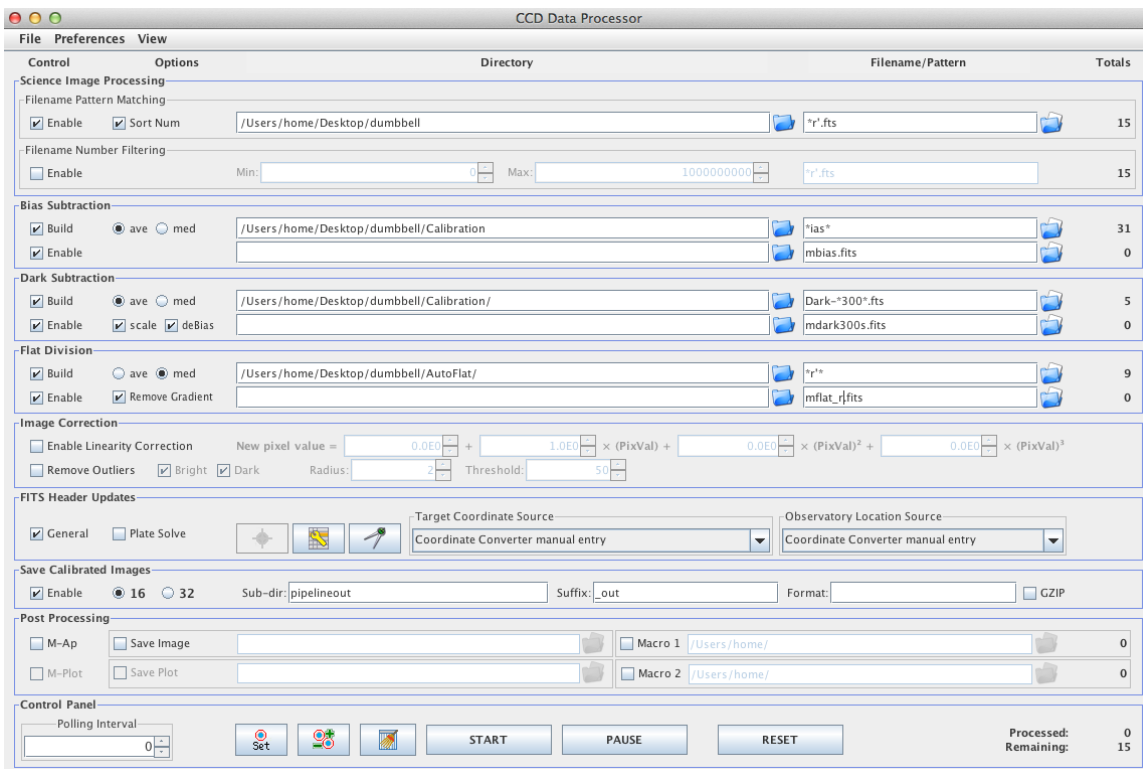 CCD Data Processor
File Preferences View
Control Options Directory Filename/Pattern Totals
Science Image Processing
Filename Pattern Matching
Enable Sort Num /Users/home/Desktop/dumbbell *r'.fts 15
Filename Number Filtering
Enable Min: 0 Max: 1000000000 *r'.fts 15
Bias Subtraction
Build ave med /Users/home/Desktop/dumbbell/Calibration *ias* 31
Enable mbias.fits 0
Dark Subtraction
Build ave med /Users/home/Desktop/dumbbell/Calibration/ Dark-*300*.fts 5
Enable scale deBias mdark300s.fits 0
Flat Division
Build ave med /Users/home/Desktop/dumbbell/AutoFlat/ *r'* 9
Enable Remove Gradient mflat_r.fits 0
Image Correction
Enable Linearity Correction New pixel value = 0.0E0 + 1.0E0 × (PixVal) + 0.0E0 × (PixVal)² + 0.0E0 × (PixVal)³
Remove Outliers Bright Dark Radius: 2 Threshold: 50
FITS Header Updates
Target Coordinate Source Observatory Location Source
General Plate Solve Coordinate Converter manual entry Coordinate Converter manual entry
Save Calibrated Images
Enable 16 32 Sub-dir: pipelineout Suffix: _out Format: GZIP
Post Processing
M-Ap Save Image Macro 1 /Users/home/ 0
M-Plot Save Plot Macro 2 /Users/home/ 0
Control Panel
Polling Interval
0 Set START PAUSE RESET Processed: 0
Remaining: 15